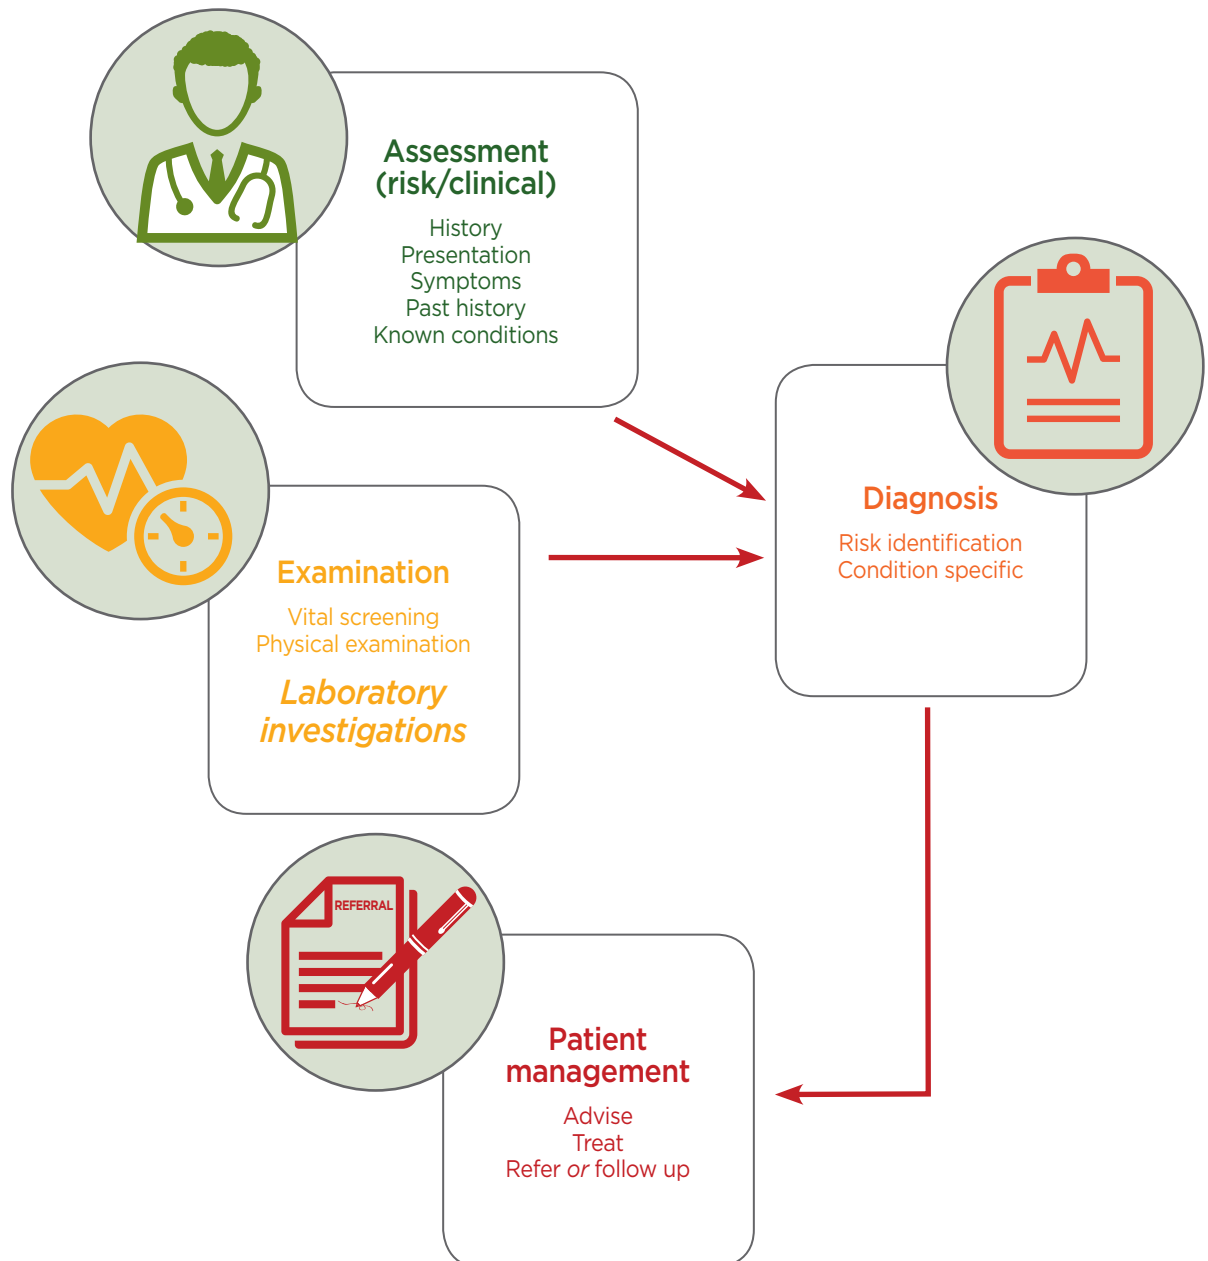 Assessment
(risk/clinical)
History
Presentation
Symptoms
Past history
Known conditions
Examination
Vital screening
Physical examination
Laboratory
investigations
Diagnosis
Risk identification
Condition specific
REFERRAL
Patient
management
Advise
Treat
Refer or follow up